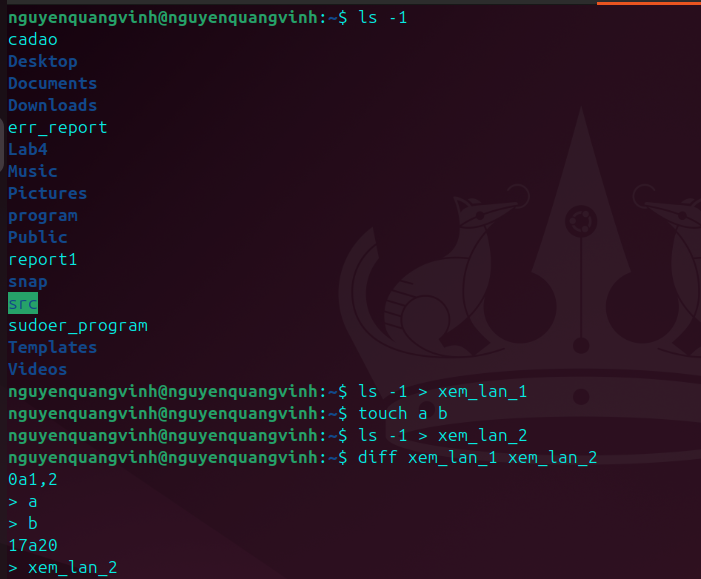 nguyenquangvinh@nguyenquangvinh:~$ ls -1
cadao
Desktop
Documents
Downloads
err_report
Lab4
Music
Pictures
program
Public
report1
snap
src
sudoer_program
Templates
Videos
nguyenquangvinh@nguyenquangvinh:~$ ls -1 > xem_lan_1
nguyenquangvinh@nguyenquangvinh:~$ touch a b
nguyenquangvinh@nguyenquangvinh:~$ ls -1 > xem_lan_2
nguyenquangvinh@nguyenquangvinh:~$ diff xem_lan_1 xem_lan_2
0a1,2
> a
> b
17a20
> xem_lan_2